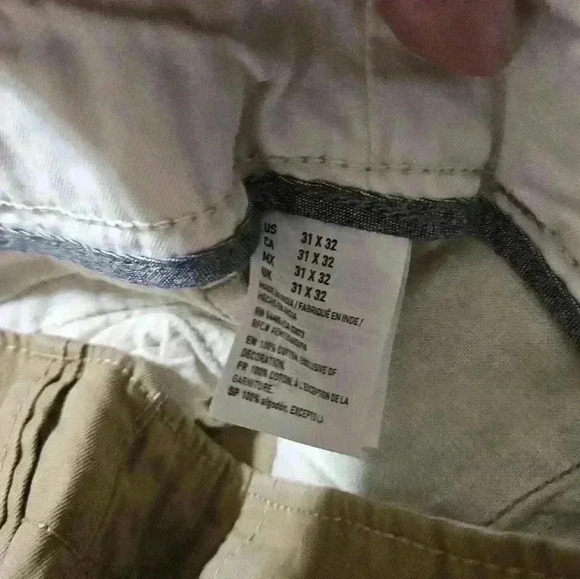 US 31 X 32
CA 31 X 32
MX 31 X 32
UK 31 X 32
MADE IN INDIA / FABRIQUÉ EN INDE /
HECHO EN INDIA
RN
RFC#
EN 100% COTTON, EXCLUSIVE OF
DECORATION.
FR 100% COTON, À L'EXCEPTION DE LA
GARNITURE.
SP 100% algodón, EXCEPTO LA